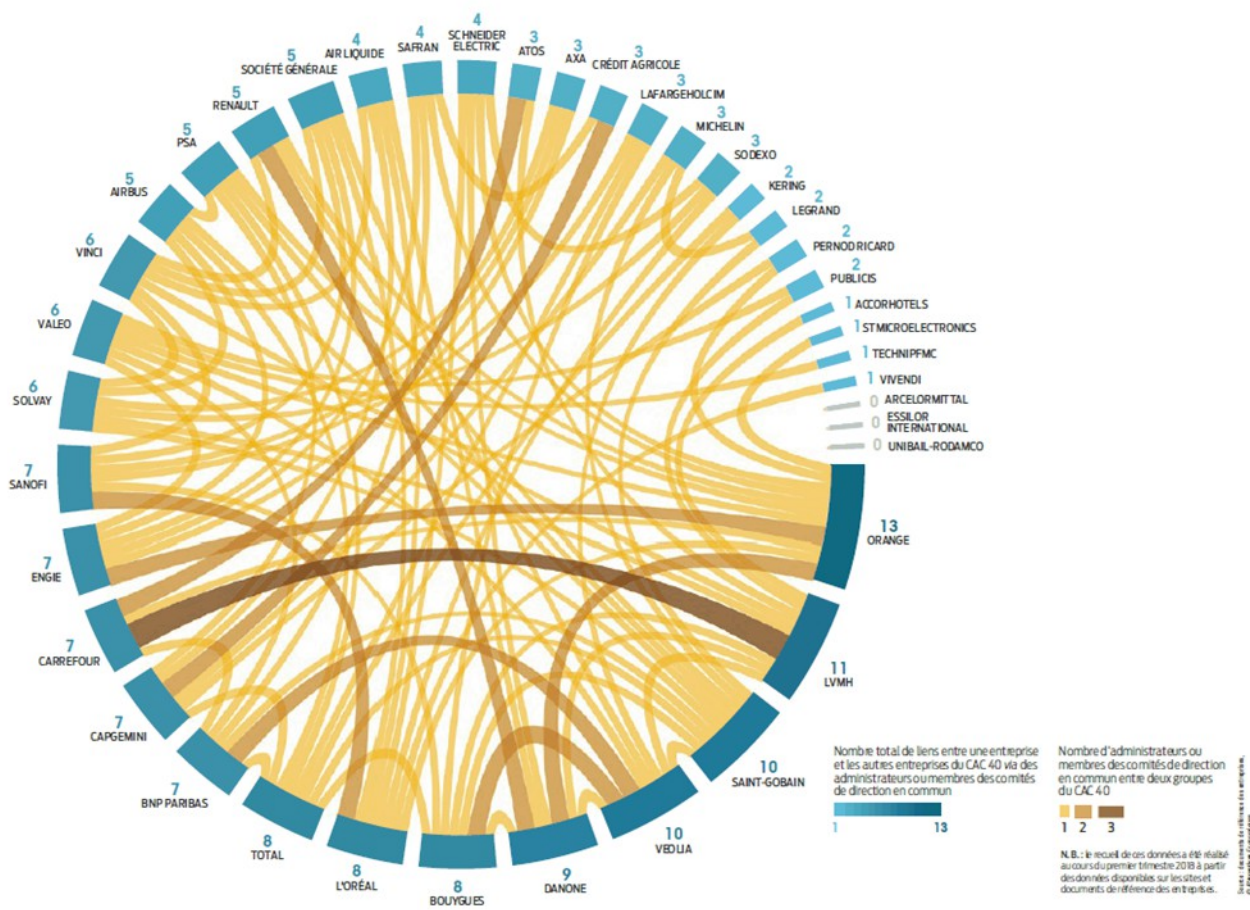 4
SCHNEIDER
ELECTRIC
3
ATOS
3
AXA
3
CRÉDIT AGRICOLE
3
LAFARGEHOLCIM
3
MICHELIN
3
SODEXO
2
KERING
2
LEGRAND
2
PERNOD RICARD
2
PUBLICIS
1 ACCORHOTELS
1 STMICROELECTRONICS
1 TECHNIPFMC
1 VIVENDI
0 ARCELORMITTAL
0 ESSILOR
INTERNATIONAL
0 UNIBAIL-RODAMCO
13
ORANGE
11
LVMH
10
SAINT-GOBAIN
10
VEOLIA
9
DANONE
8
BOUYGUES
8
L'ORÉAL
8
TOTAL
7
BNP PARIBAS
7
CAPGEMINI
7
CARREFOUR
7
ENGIE
7
SANOFI
6
SOLVAY
6
VALEO
6
VINCI
5
AIRBUS
5
PSA
5
RENAULT
5
SOCIÉTÉ GÉNÉRALE
4
AIR LIQUIDE
4
SAFRAN
Nombre total de liens entre une entreprise
et les autres entreprises du CAC 40 via des
administrateurs ou membres des comités
de direction en commun
1 13
Nombre d'administrateurs ou
membres des comités de direction
en commun entre deux groupes
du CAC 40
1 2 3
N. B. : le recueil de ces données a été réalisé
au cours du premier trimestre 2018 à partir
des données disponibles sur les sites et
documents de référence des entreprises.
Source : documents de référence des entreprises,